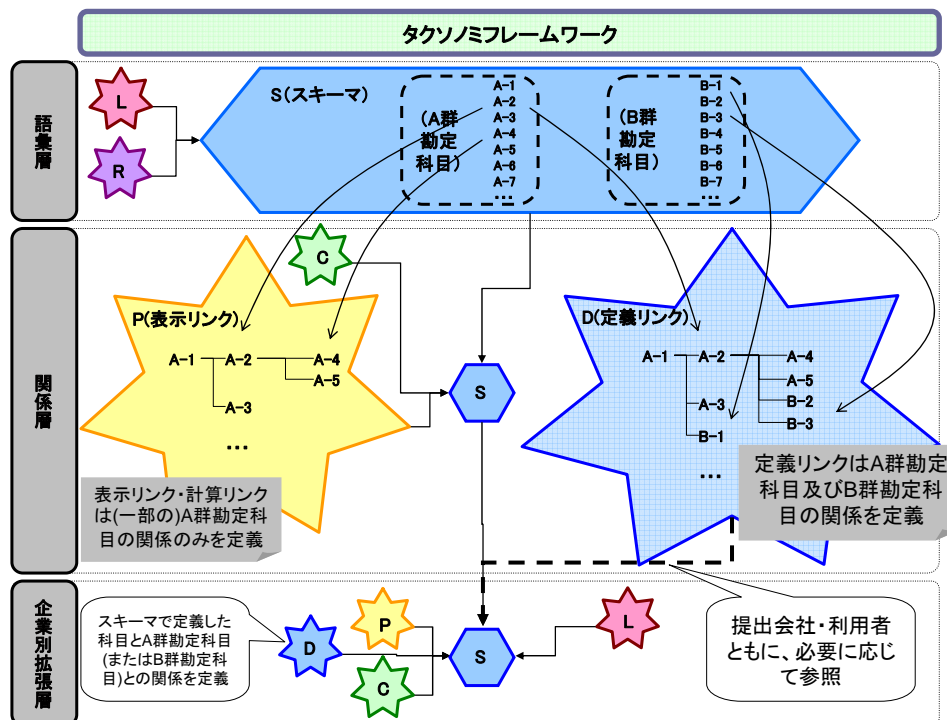 タクソノミフレームワーク
語彙層
L
R
S(スキーマ)
(A群
勘定
科目)
A-1
A-2
A-3
A-4
A-5
A-6
A-7
…
(B群
勘定
科目)
B-1
B-2
B-3
B-4
B-5
B-6
B-7
…
関係層
C
P(表示リンク)
A-1
A-2
A-4
A-5
A-3
…
表示リンク・計算リンク
は(一部の)A群勘定科
目の関係のみを定義
S
D(定義リンク)
A-1
A-2
A-4
A-5
A-3
B-2
B-3
B-1
…
定義リンクはA群勘定
科目及びB群勘定科
目の関係を定義
企業別拡張層
スキーマで定義した
科目とA群勘定科目
(またはB群勘定科
目)との関係を定義
D
P
C
S
L
提出会社・利用者
ともに、必要に応じ
て参照